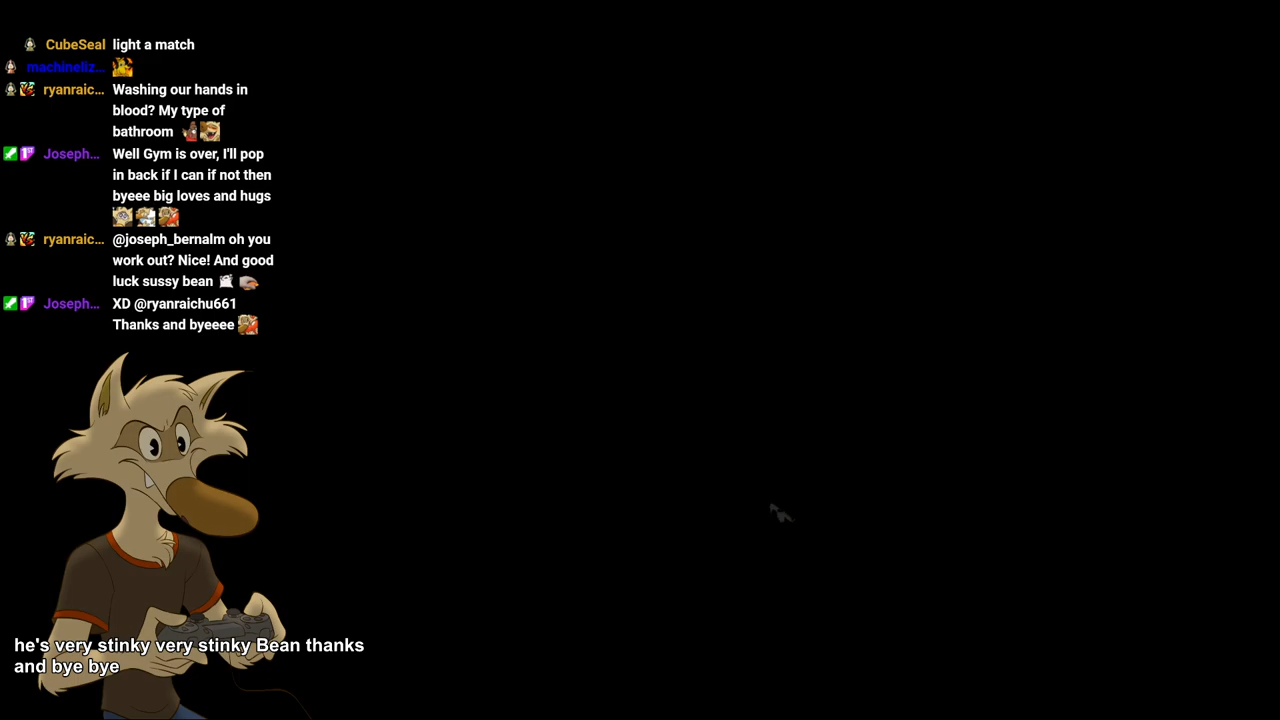 CubeSeal light a match
machineliz...
ryanraic... Washing our hands in
blood? My type of
bathroom
Joseph... Well Gym is over, I'll pop
in back if I can if not then
byeee big loves and hugs
ryanraic... @joseph_bernalm oh you
work out? Nice! And good
luck sussy bean
Joseph... XD @ryanraichu661
Thanks and byeeee
he's very stinky very stinky Bean thanks
and bye bye